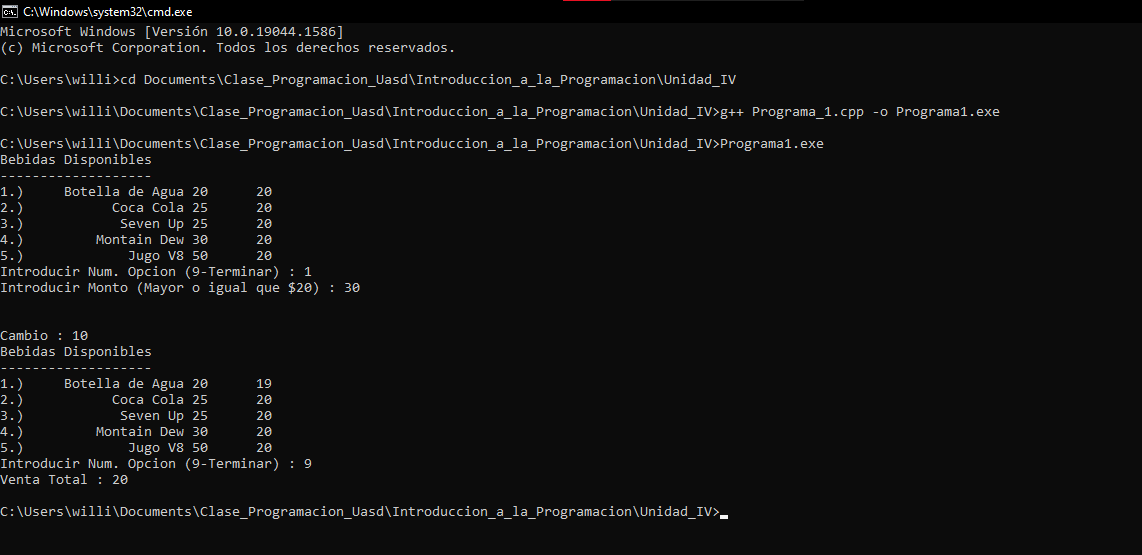 C:\Windows\system32\cmd.exe
Microsoft Windows [Versión 10.0.19044.1586]
(c) Microsoft Corporation. Todos los derechos reservados.
C:\Users\willi>cd Documents\Clase_Programacion_Uasd\Introduccion_a_la_Programacion\Unidad_IV
C:\Users\willi\Documents\Clase_Programacion_Uasd\Introduccion_a_la_Programacion\Unidad_IV>g++ Programa_1.cpp -o Programa1.exe
C:\Users\willi\Documents\Clase_Programacion_Uasd\Introduccion_a_la_Programacion\Unidad_IV>Programa1.exe
Bebidas Disponibles
-------------------
1.)     Botella de Agua 20      20
2.)           Coca Cola 25      20
3.)            Seven Up 25      20
4.)         Montain Dew 30      20
5.)             Jugo V8 50      20
Introducir Num. Opcion (9-Terminar) : 1
Introducir Monto (Mayor o igual que $20) : 30
Cambio : 10
Bebidas Disponibles
-------------------
1.)     Botella de Agua 20      19
2.)           Coca Cola 25      20
3.)            Seven Up 25      20
4.)         Montain Dew 30      20
5.)             Jugo V8 50      20
Introducir Num. Opcion (9-Terminar) : 9
Venta Total : 20
C:\Users\willi\Documents\Clase_Programacion_Uasd\Introduccion_a_la_Programacion\Unidad_IV>